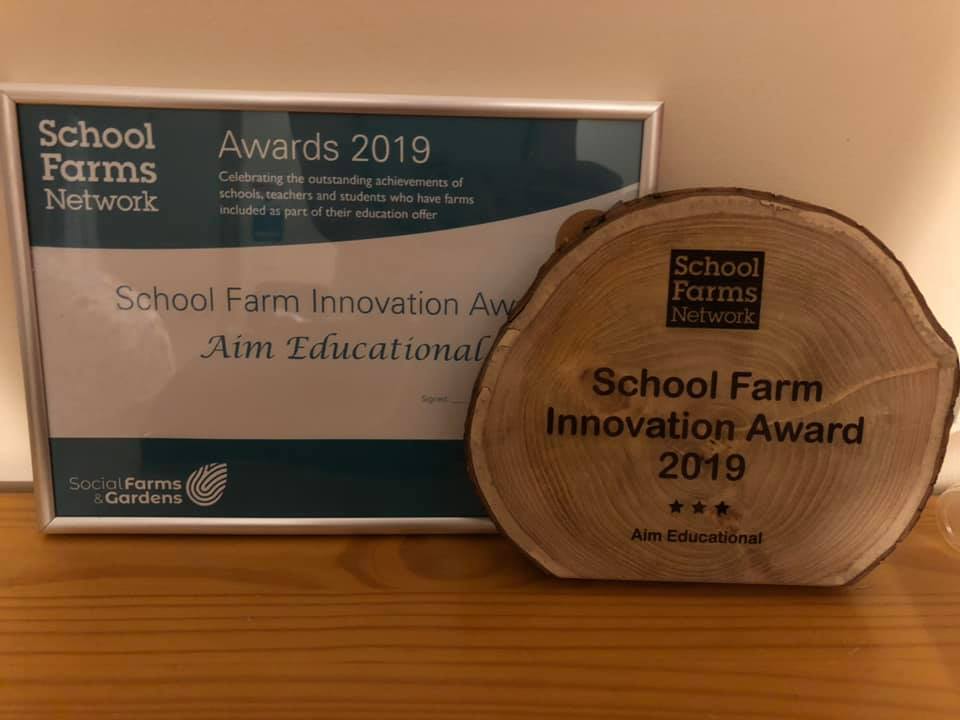 School
Farms
Network
Awards 2019
Celebrating the outstanding achievements of
schools, teachers and students who have farms
included as part of their education offer
School Farm Innovation Aw
Aim Educational
Signed:
Social Farms
& Gardens
School
Farms
Network
School Farm
Innovation Award
2019
★★★
Aim Educational